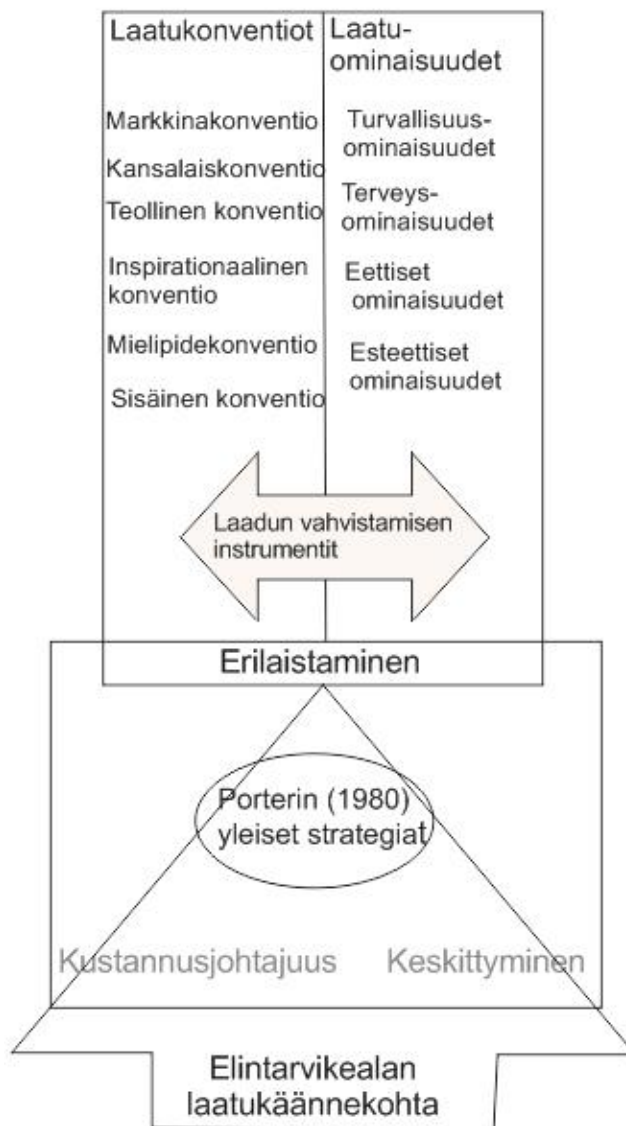 Laatukonventiot
Markkinakonventio
Kansalaiskonventio
Teollinen konventio
Inspirationaalinen
konventio
Mielipidekonventio
Sisäinen konventio
Laatu-
ominaisuudet
Turvallisuus-
ominaisuudet
Terveys-
ominaisuudet
Eettiset
ominaisuudet
Esteettiset
ominaisuudet
Laadun vahvistamisen
instrumentit
Erilaistaminen
Porterin (1980)
yleiset strategiat
Kustannusjohtajuus
Keskittyminen
Elintarvikealan
laatukäännekohta